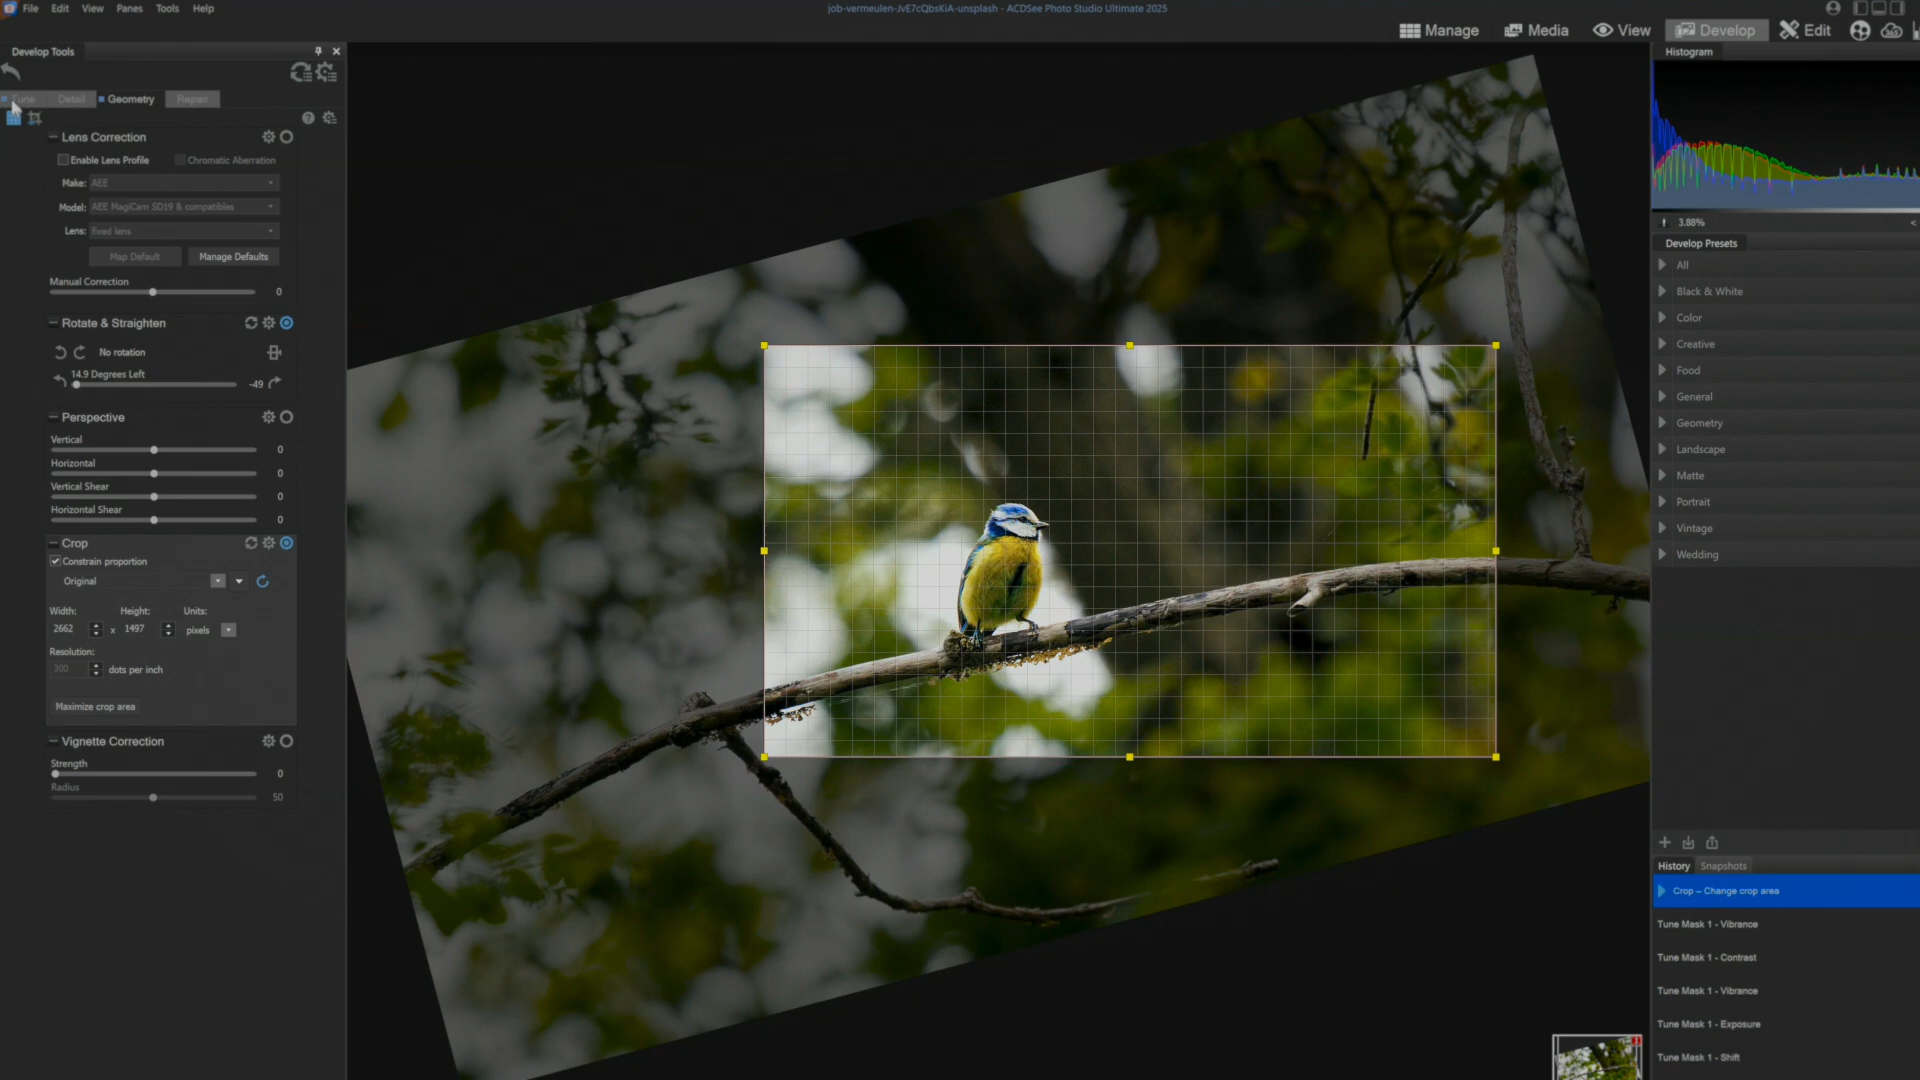 File Edit View Panes Tools Help
job-vermeulen-JvE7cQbsKiA-unsplash - ACDSee Photo Studio Ultimate 2025
Manage Media View Develop Edit 365
Develop Tools
Tune Detail Geometry Repair
Lens Correction
Enable Lens Profile Chromatic Aberration
Make: AEE
Model: AEE MagiCam SD19 & compatibles
Lens: fixed lens
Map Default Manage Defaults
Manual Correction
0
Rotate & Straighten
No rotation
14.9 Degrees Left
-49
Perspective
Vertical
0
Horizontal
0
Vertical Shear
0
Horizontal Shear
0
Crop
Constrain proportion
Original
Width: Height: Units:
2662 x 1497 pixels
Resolution:
300 dots per inch
Maximize crop area
Vignette Correction
Strength
0
Radius
50
Histogram
! 3.88% <
Develop Presets
All
Black & White
Color
Creative
Food
General
Geometry
Landscape
Matte
Portrait
Vintage
Wedding
History Snapshots
Crop – Change crop area
Tune Mask 1 - Vibrance
Tune Mask 1 - Contrast
Tune Mask 1 - Vibrance
Tune Mask 1 - Exposure
Tune Mask 1 - Shift